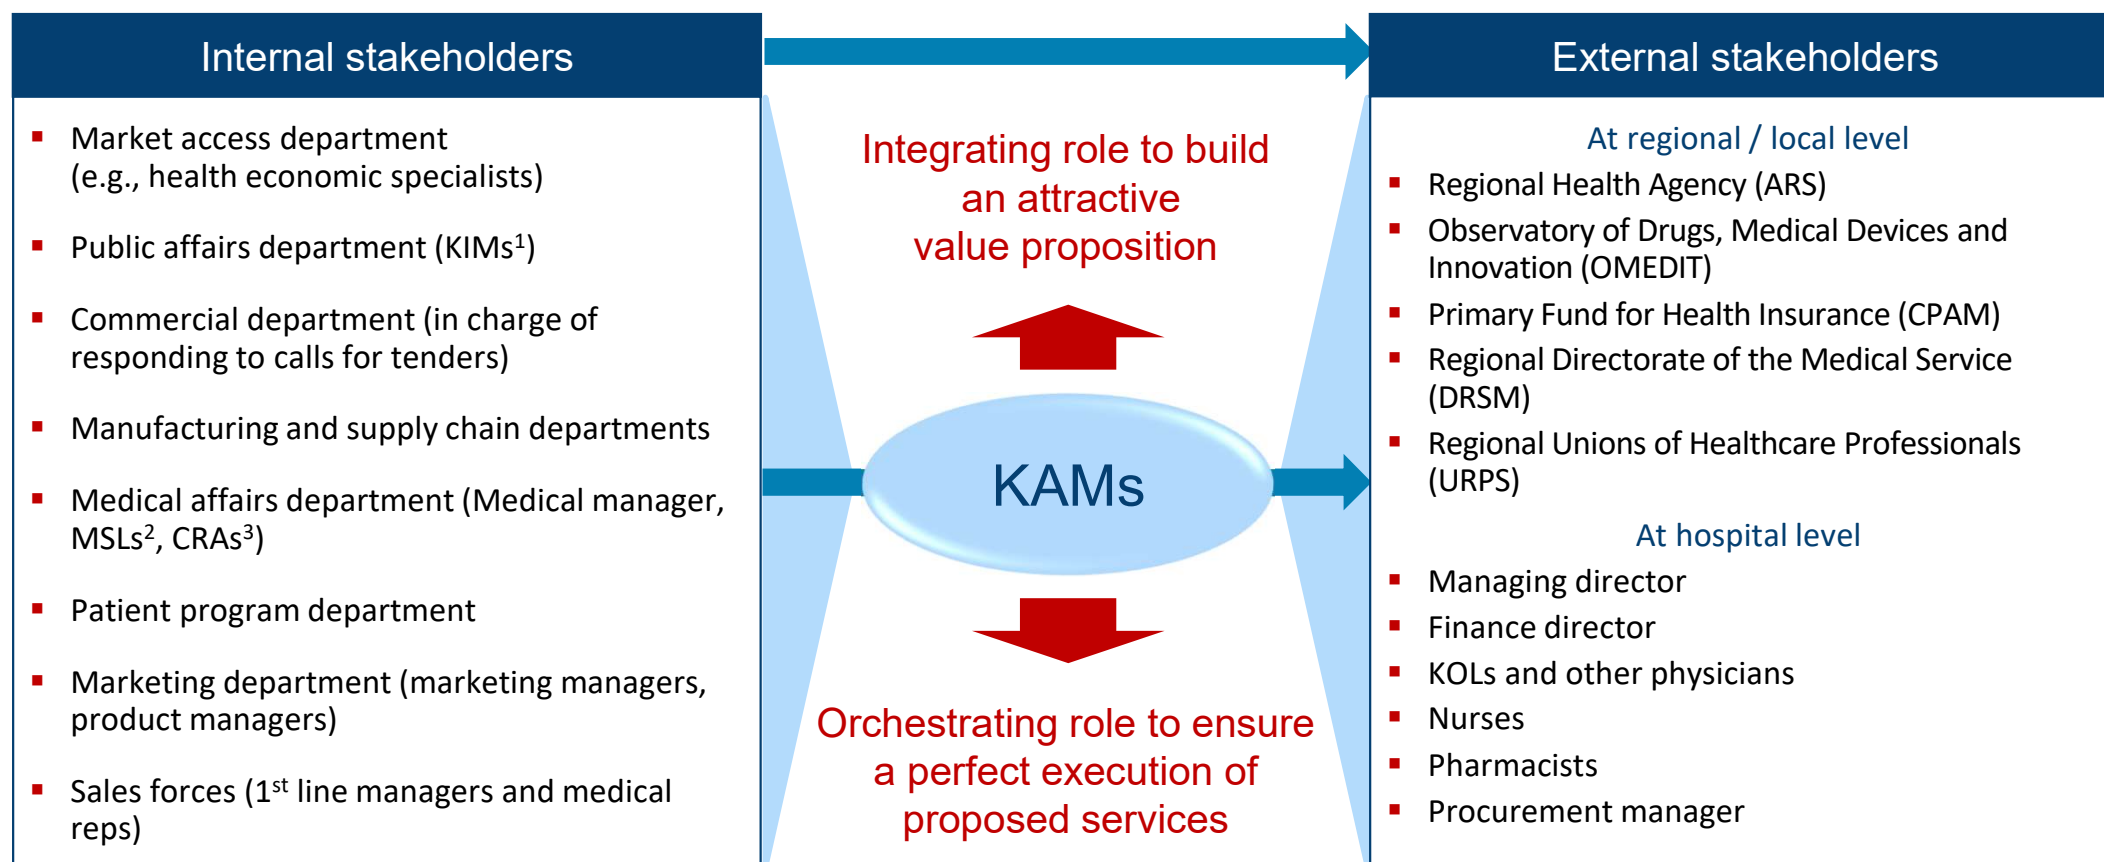 Internal stakeholders
▪ Market access department
(e.g., health economic specialists)
▪ Public affairs department (KIMs¹)
▪ Commercial department (in charge of
responding to calls for tenders)
▪ Manufacturing and supply chain departments
▪ Medical affairs department (Medical manager,
MSLs², CRAs³)
▪ Patient program department
▪ Marketing department (marketing managers,
product managers)
▪ Sales forces (1st line managers and medical
reps)
Integrating role to build
an attractive
value proposition
KAMs
Orchestrating role to ensure
a perfect execution of
proposed services
External stakeholders
At regional / local level
▪ Regional Health Agency (ARS)
▪ Observatory of Drugs, Medical Devices and
Innovation (OMEDIT)
▪ Primary Fund for Health Insurance (CPAM)
▪ Regional Directorate of the Medical Service
(DRSM)
▪ Regional Unions of Healthcare Professionals
(URPS)
At hospital level
▪ Managing director
▪ Finance director
▪ KOLs and other physicians
▪ Nurses
▪ Pharmacists
▪ Procurement manager